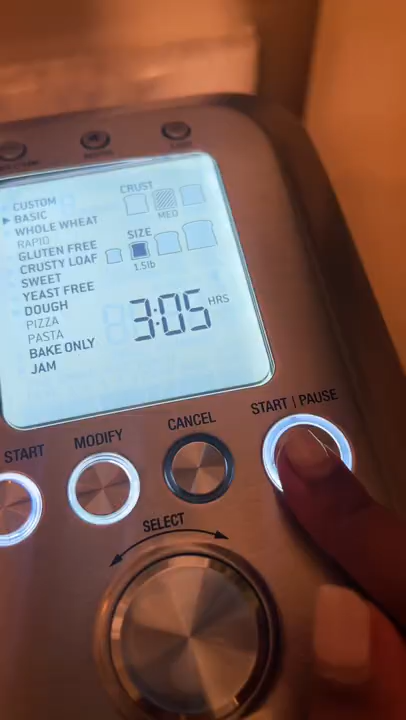 CUSTOM
BASIC
WHOLE WHEAT
RAPID
GLUTEN FREE
CRUSTY LOAF
SWEET
YEAST FREE
DOUGH
PIZZA
PASTA
BAKE ONLY
JAM
CRUST
MED
SIZE
1.5lb
3:05 HRS
START
MODIFY
CANCEL
START | PAUSE
SELECT